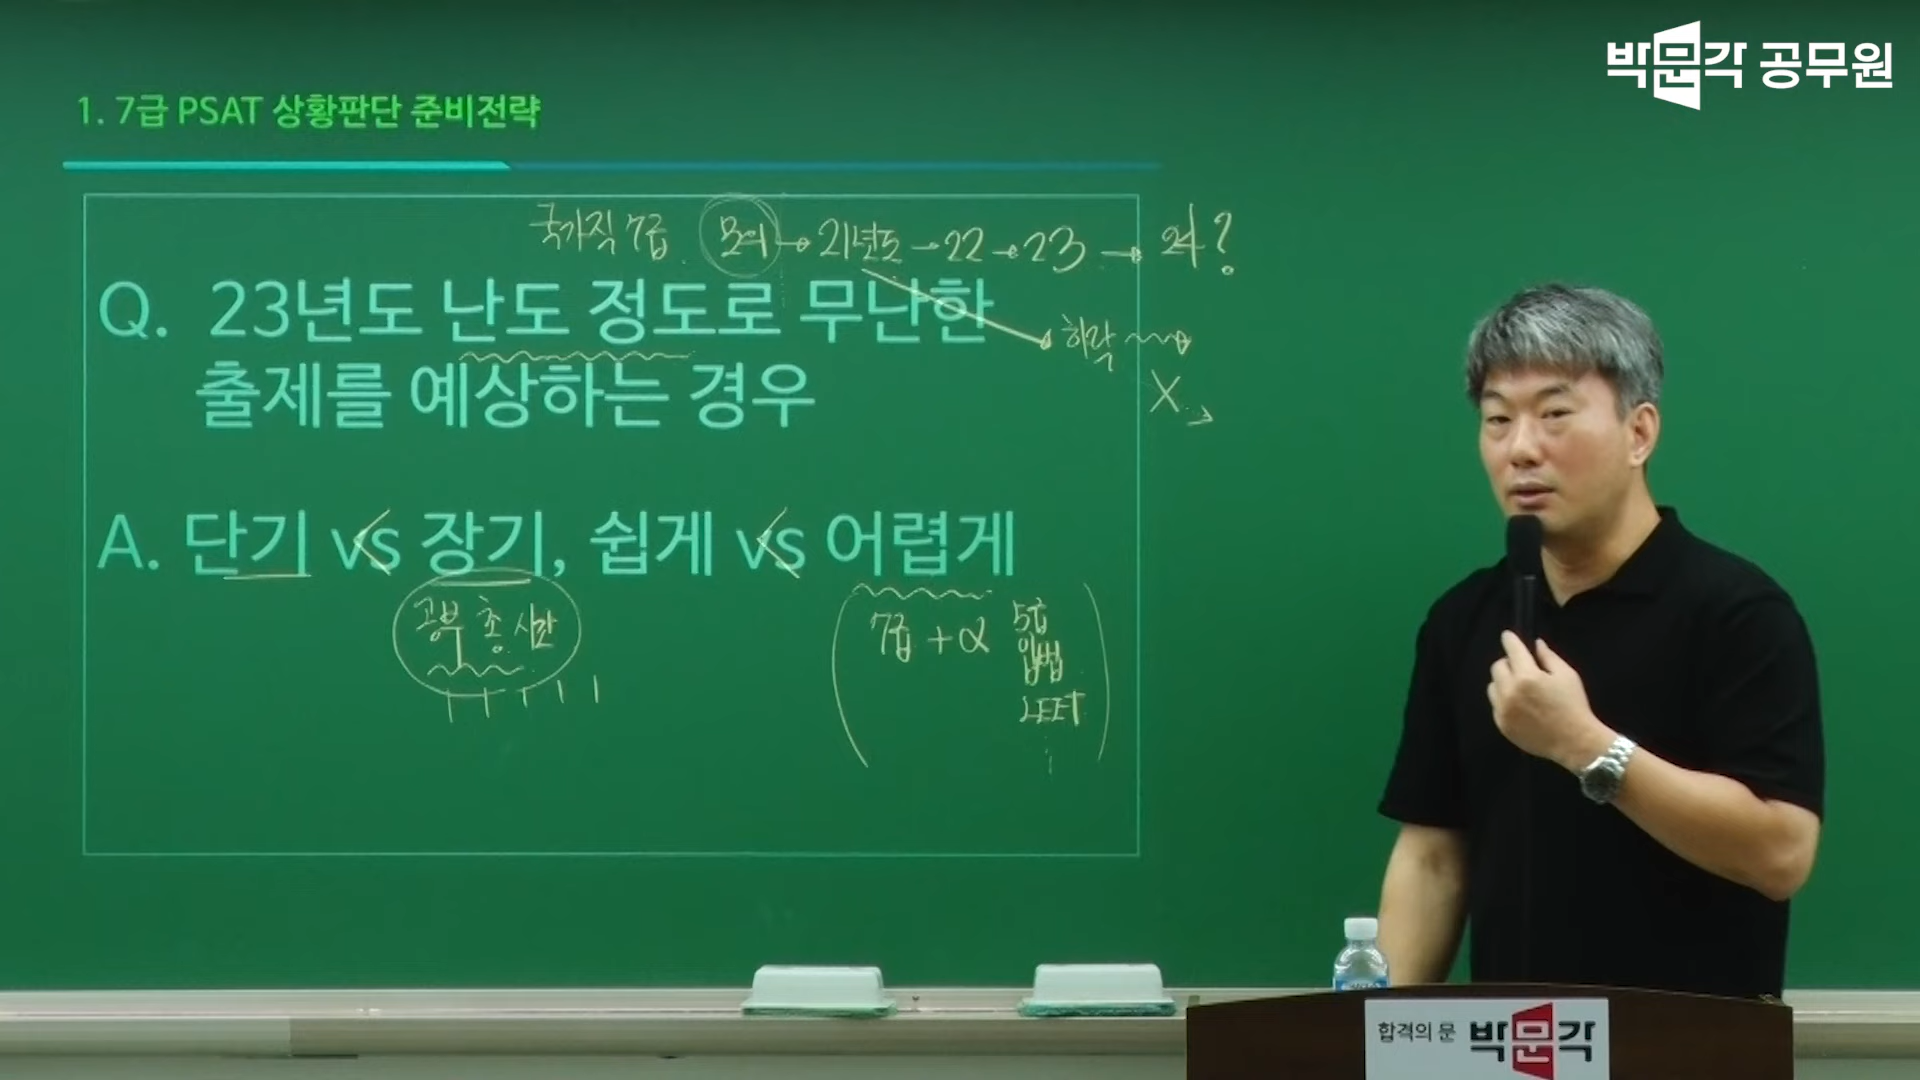 박문각 공무원
1. 7급 PSAT 상황판단 준비전략
국가직 7급 모의 → 21년도 → 22 → 23 → 24?
Q. 23년도 난도 정도로 무난한
하락
출제를 예상하는 경우
X
A. 단기 vs 장기, 쉽게 vs 어렵게
<
<
공부 총 시간
7급 + α
5급
입법
LEET
합격의 문 박문각